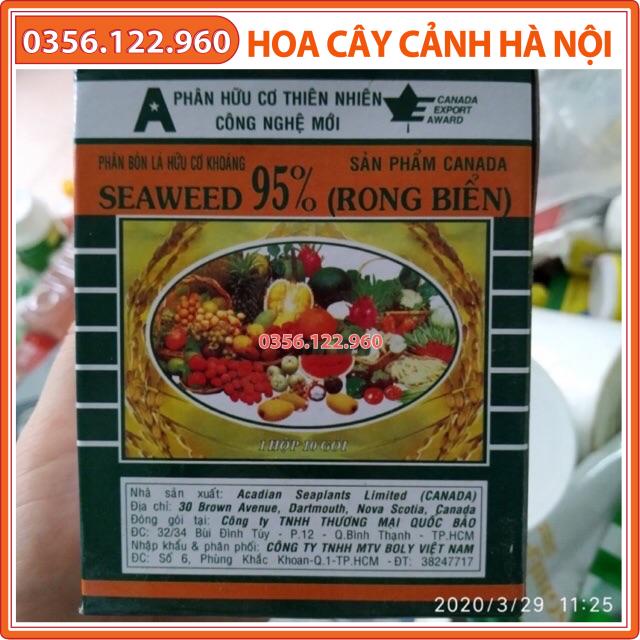 0356.122.960 HOA CÂY CẢNH HÀ NỘI
A PHÂN HỮU CƠ THIÊN NHIÊN
CÔNG NGHỆ MỚI
CANADA
EXPORT
AWARD
PHÂN BÓN LÁ HỮU CƠ KHOÁNG
SẢN PHẨM CANADA
SEAWEED 95% (RONG BIỂN)
0356.122.960
1 HỘP 10 GÓI
Nhà sản xuất: Acadian Seaplants Limited (CANADA)
Địa chỉ: 30 Brown Avenue, Dartmouth, Nova Scotia, Canada
Đóng gói tại: Công ty TNHH THƯƠNG MẠI QUỐC BẢO
ĐC: 32/34 Bùi Đình Túy - P.12 - Q.Bình Thạnh - TP.HCM
Nhập khẩu & phân phối: CÔNG TY TNHH MTV BOLY VIỆT NAM
ĐC: Số 6, Phùng Khắc Khoan-Q.1-TP.HCM -ĐT: 38247717
2020/3/29 11:25